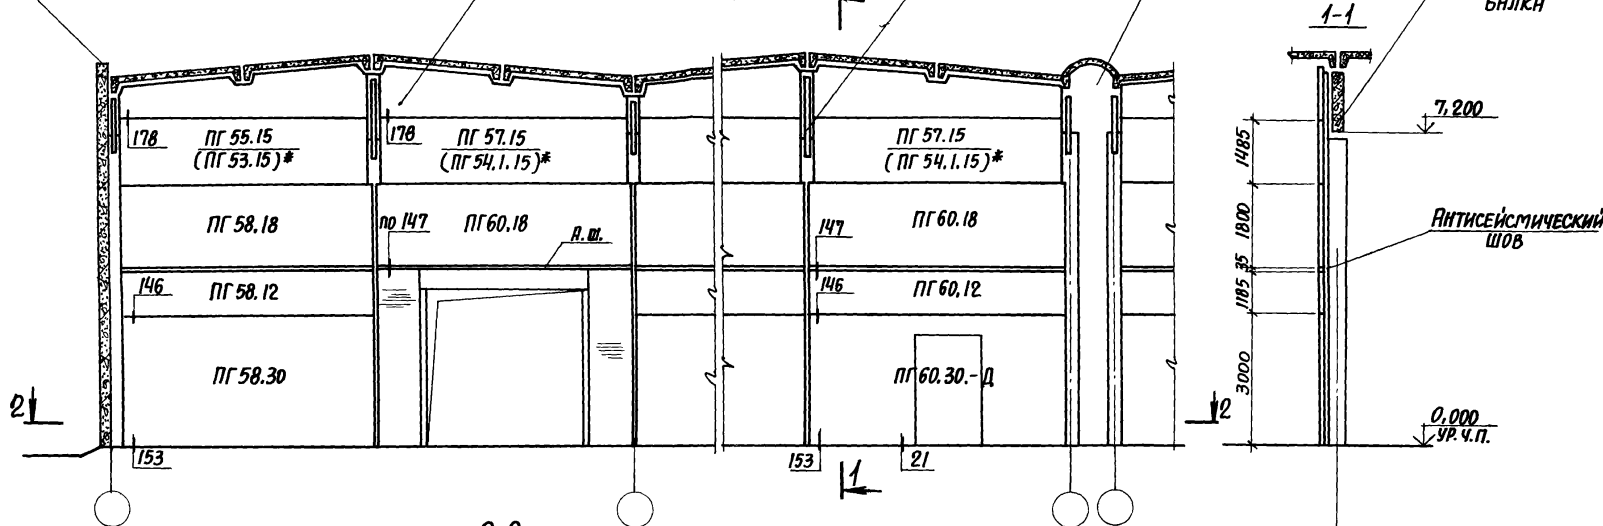 1-1
БАЛКА
7,200
178
ПГ 55.15
(ПГ 53.15)*
178
ПГ 57.15
(ПГ 54.1.15)*
ПГ 57.15
(ПГ 54.1.15)*
1485
ПГ 58.18
по 147
ПГ 60.18
А.Ш.
147
ПГ 60.18
1800
Антисейсмический
шов
35
146
ПГ 58.12
146
ПГ 60.12
1185
ПГ 58.30
ПГ 60.30.-Д
3000
2
2
0,000
УР.Ч.П.
153
153
21
1